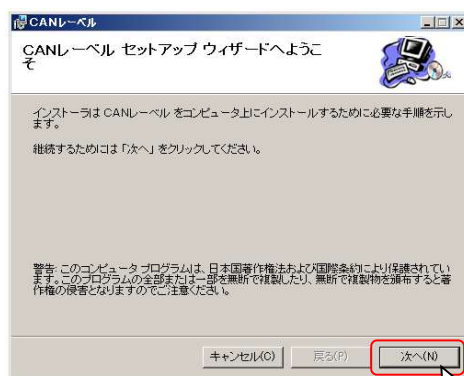 CANレーベル
CANレーベル セットアップ ウィザードへようこ
そ
インストーラは CANレーベル をコンピュータ上にインストールするために必要な手順を示し
ます。
継続するためには「次へ」をクリックしてください。
警告: このコンピュータ プログラムは、日本国著作権法および国際条約により保護されてい
ます。このプログラムの全部または一部を無断で複製したり、無断で複製物を頒布すると著
作権の侵害となりますのでご注意ください。
キャンセル(C) 戻る(P) 次へ(N)